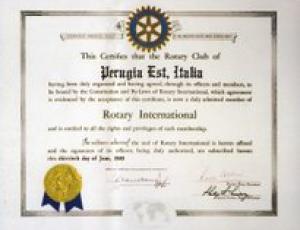 This Certifies that the Rotary Club of
Perugia Est, Italia
having been duly organized and having agreed, through its officers and members, to
be bound by the Constitution and By-Laws of Rotary International, which agreement
is evidenced by the acceptance of this certificate, is now a duly admitted member of
Rotary International
and is entitled to all the rights and privileges of such membership.
In witness whereof the seal of Rotary International is hereto affixed
and the signatures of its officers, being duly authorized, are subscribed hereon
this day of June,